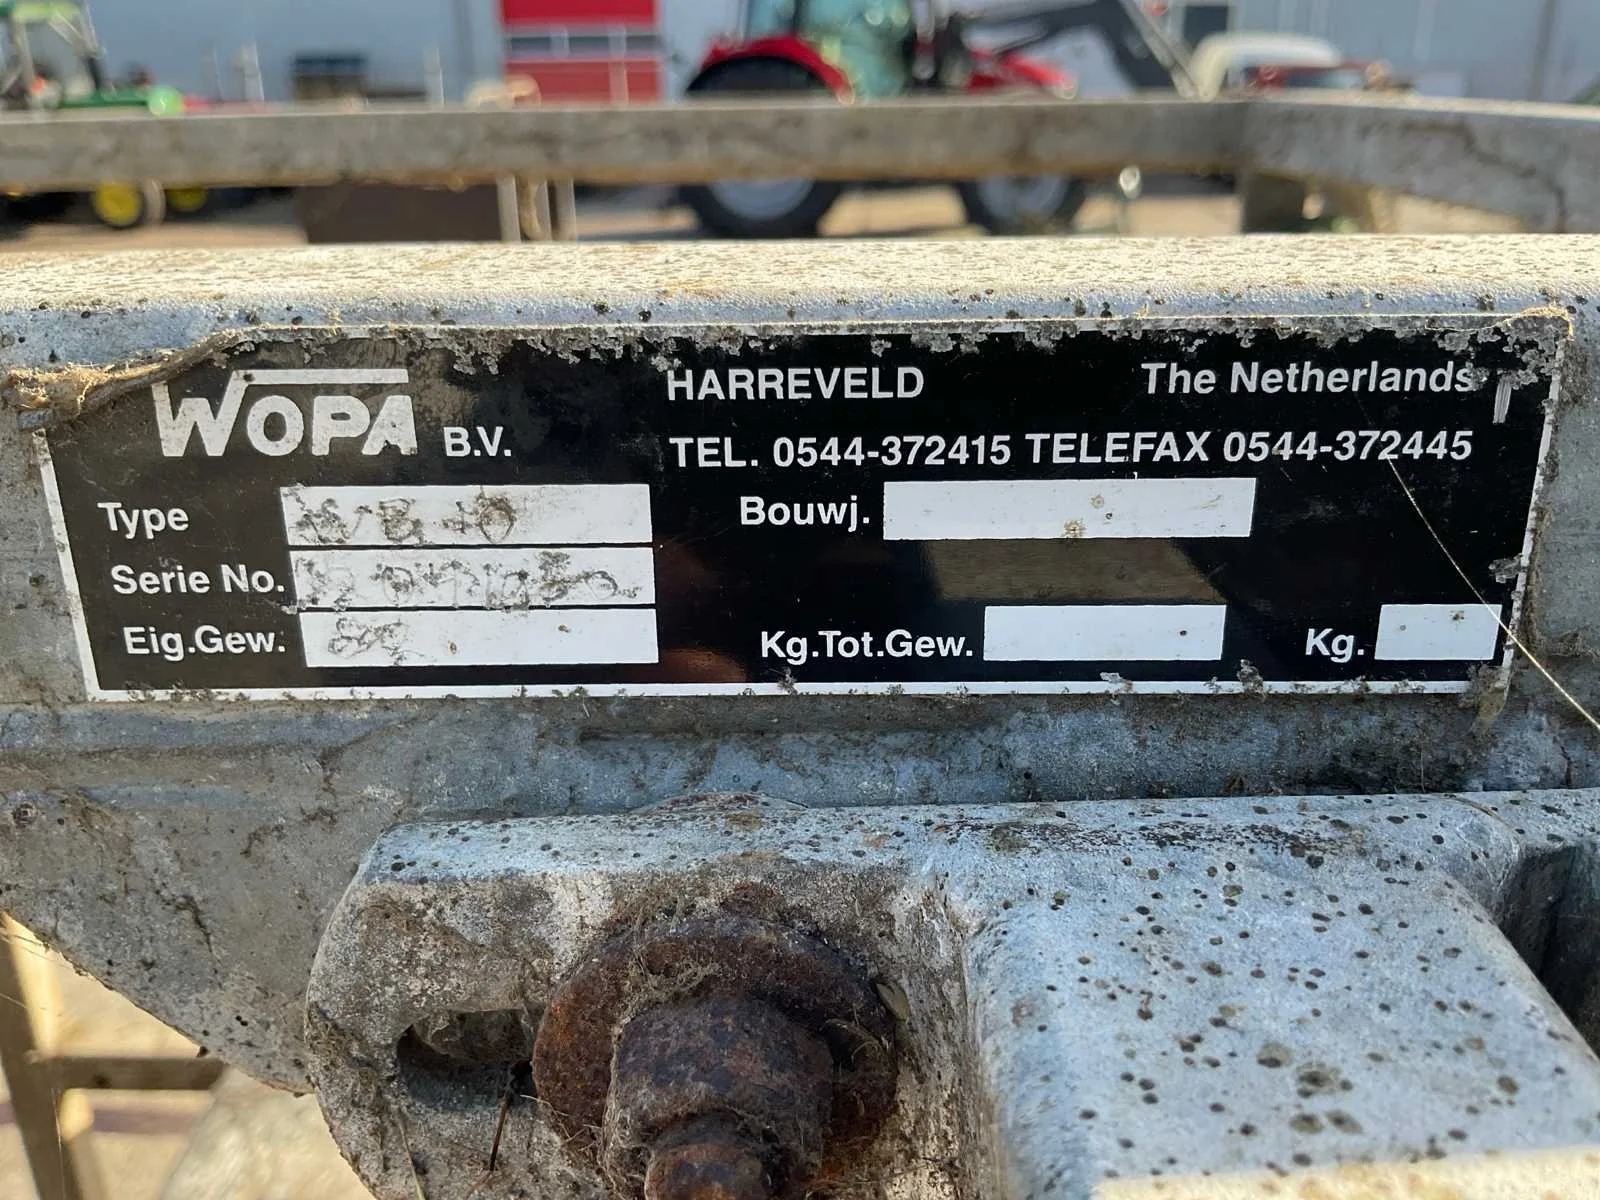 WOPA B.V.
HARREVELD The Netherlands
TEL. 0544-372415 TELEFAX 0544-372445
Type Bouwj.
Serie No.
Eig.Gew. Kg.Tot.Gew. Kg.